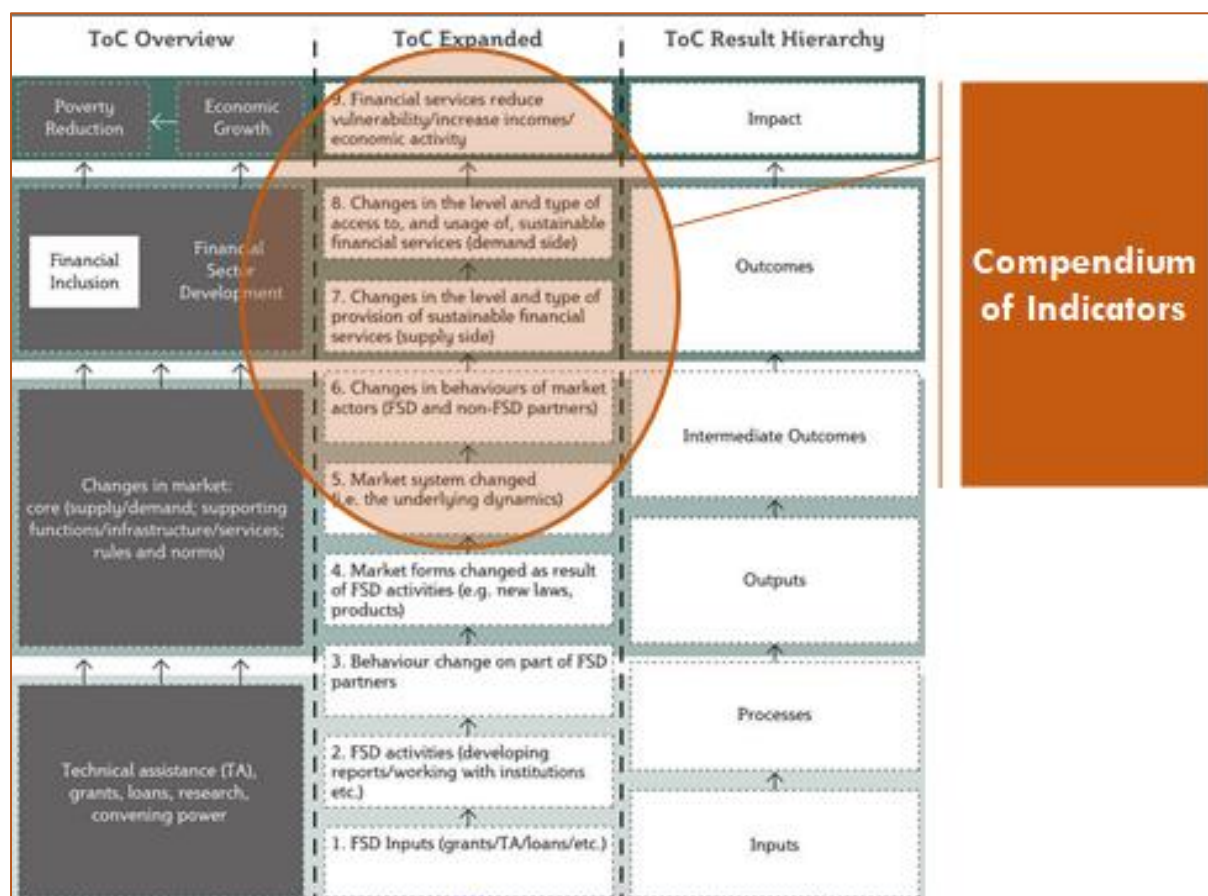 ToC Overview
ToC Expanded
ToC Result Hierarchy
Poverty
Reduction
Economic
Growth
9. Financial services reduce
vulnerability/increase incomes/
economic activity
Impact
Financial
Inclusion
Financial
Sector
Development
8. Changes in the level and type of
access to, and usage of, sustainable
financial services (demand side)
7. Changes in the level and type of
provision of sustainable financial
services (supply side)
Outcomes
Changes in market:
core (supply/demand; supporting
functions/infrastructure/services;
rules and norms)
6. Changes in behaviours of market
actors (FSD and non-FSD partners)
5. Market system changed
(i.e. the underlying dynamics)
4. Market forms changed as result
of FSD activities (e.g. new laws,
products)
Intermediate Outcomes
Outputs
Technical assistance (TA),
grants, loans, research,
convening power
3. Behaviour change on part of FSD
partners
2. FSD activities (developing
reports/working with institutions
etc.)
1. FSD Inputs (grants/TA/loans/etc.)
Processes
Inputs
Compendium
of Indicators